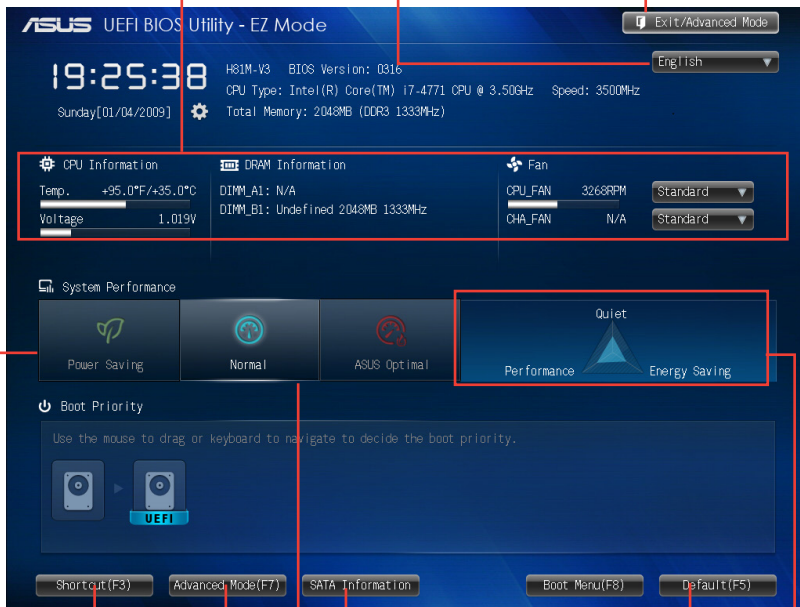 ASUS UEFI BIOS Utility - EZ Mode
Exit/Advanced Mode
English
19:25:38
Sunday[01/04/2009]
H81M-V3 BIOS Version: 0316
CPU Type: Intel(R) Core(TM) i7-4771 CPU @ 3.50GHz Speed: 3500MHz
Total Memory: 2048MB (DDR3 1333MHz)
CPU Information
Temp. +95.0°F/+35.0°C
Voltage 1.019V
DRAM Information
DIMM_A1: N/A
DIMM_B1: Undefined 2048MB 1333MHz
Fan
CPU_FAN 3268RPM Standard
CHA_FAN N/A Standard
System Performance
Power Saving
Normal
ASUS Optimal
Quiet
Performance
Energy Saving
Boot Priority
Use the mouse to drag or keyboard to navigate to decide the boot priority.
UEFI
Shortcut(F3)
Advanced Mode(F7)
SATA Information
Boot Menu(F8)
Default(F5)